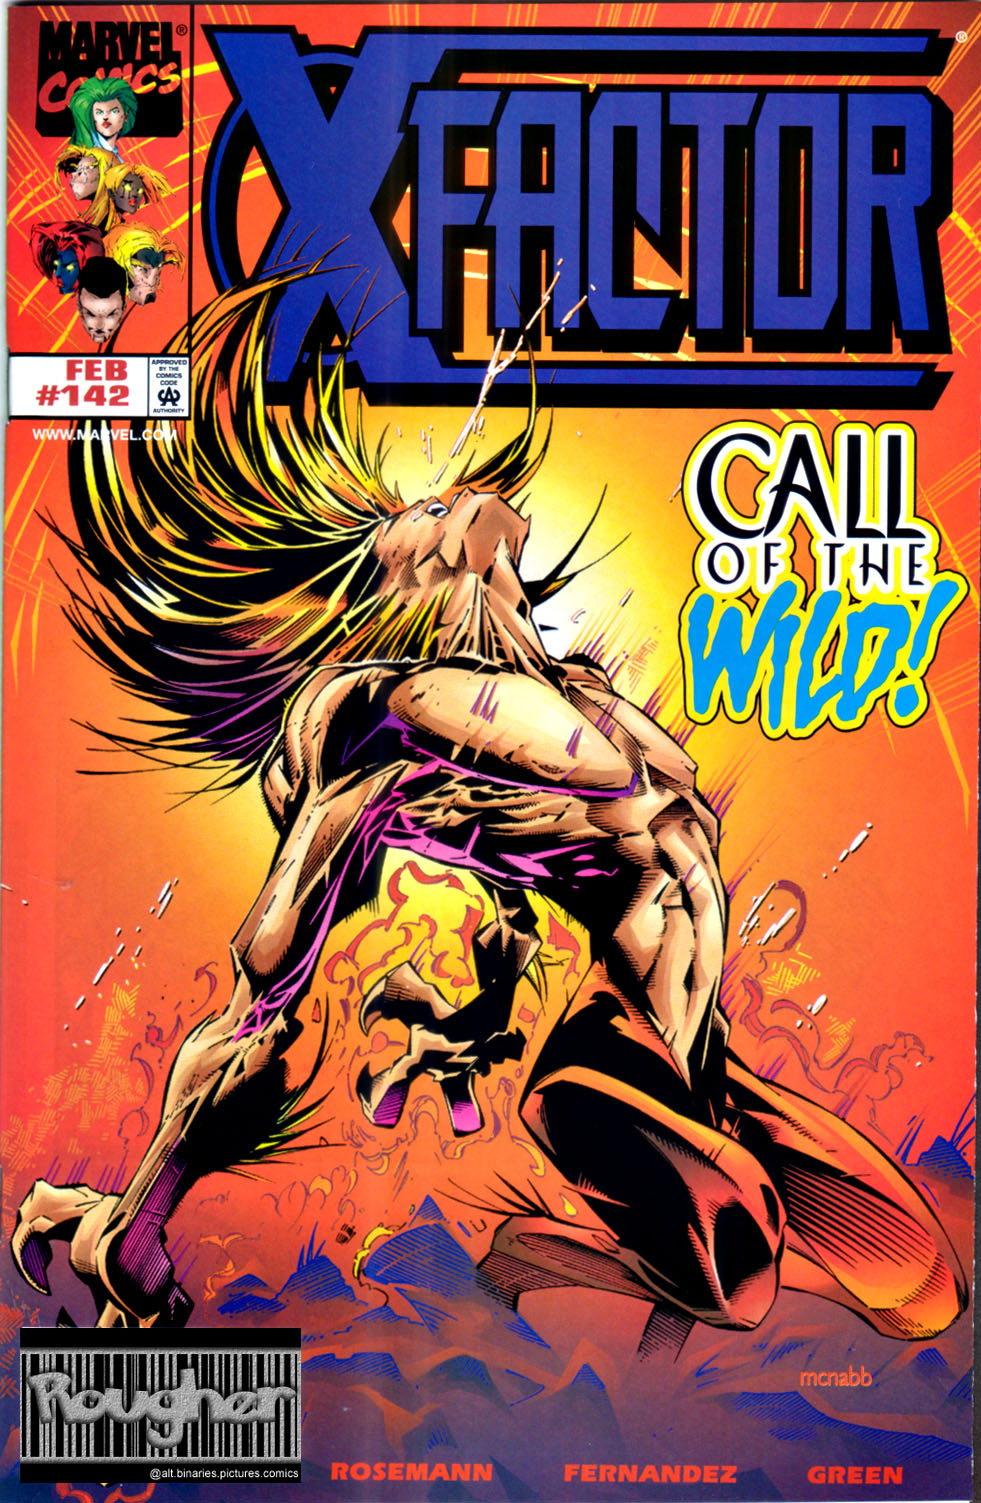 MARVEL®
COMICS
X FACTOR®
FEB
#142
APPROVED
BY THE
COMICS
CODE
CA
AUTHORITY
WWW.MARVEL.COM
CALL
OF THE
WILD!
mcnabb
Rougher
@alt.binaries.pictures.comics
ROSEMANN FERNANDEZ GREEN